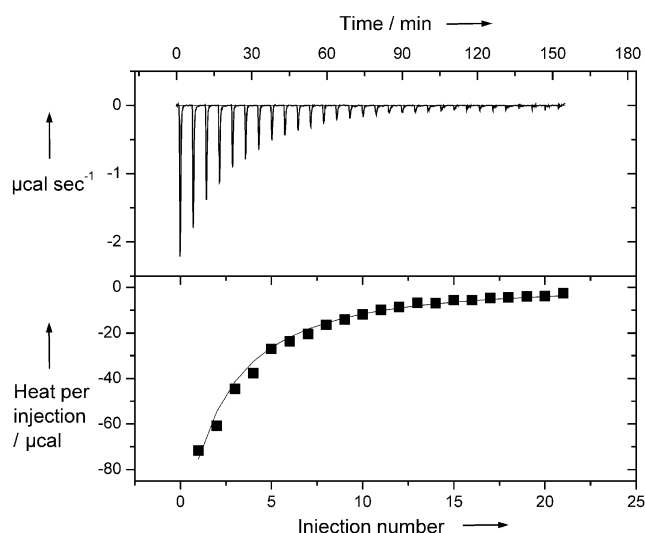 Time / min
0 30 60 90 120 150 180
0
-1
-2
µcal sec⁻¹
0
-20
-40
-60
-80
Heat per
injection
/ µcal
0 5 10 15 20 25
Injection number